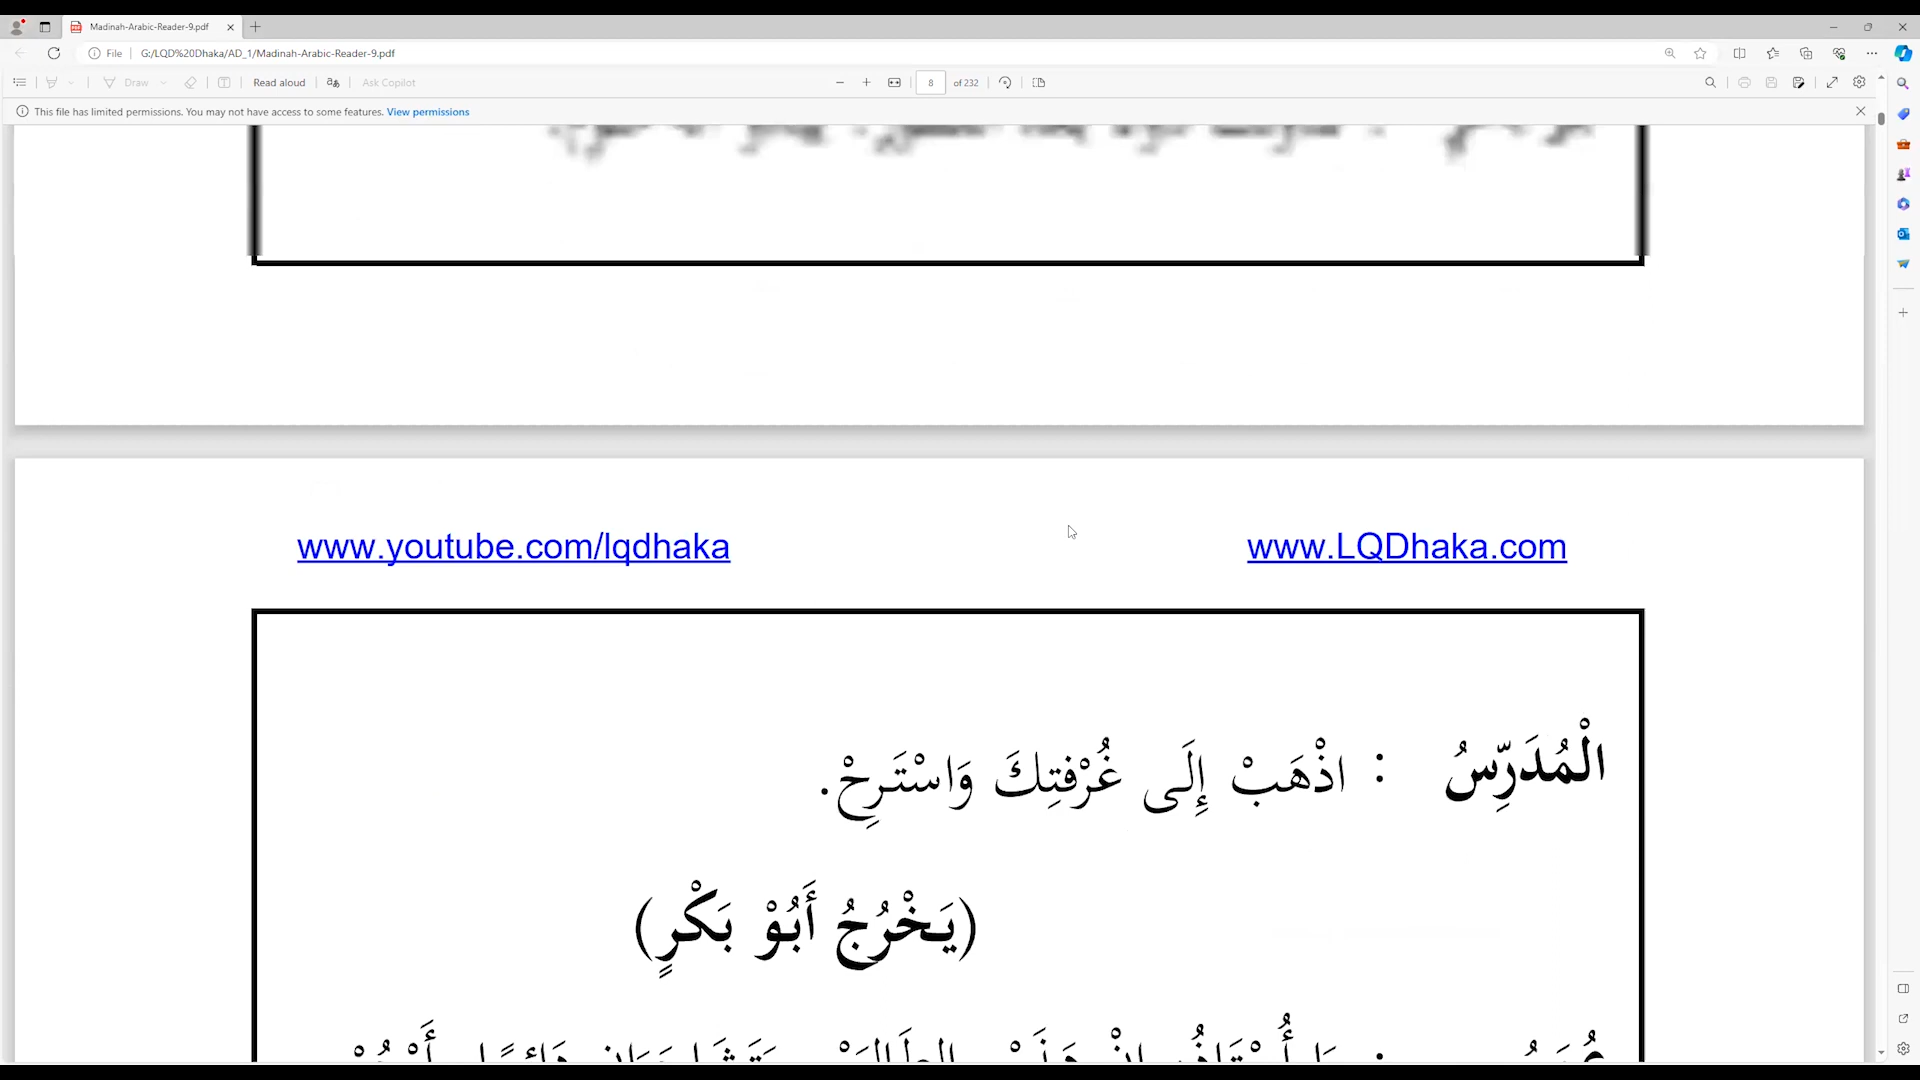 Madinah-Arabic-Reader-9.pdf
File
G:/LQD%20Dhaka/AD_1/Madinah-Arabic-Reader-9.pdf
Draw
Read aloud
Ask Copilot
8
of 232
This file has limited permissions. You may not have access to some features. View permissions
www.youtube.com/lqdhaka
www.LQDhaka.com
الْمُدَرِّسُ : اذْهَبْ إِلَى غُرْفَتِكَ وَاسْتَرِحْ.
(يَخْرُجُ أَبُوْ بَكْرٍ)